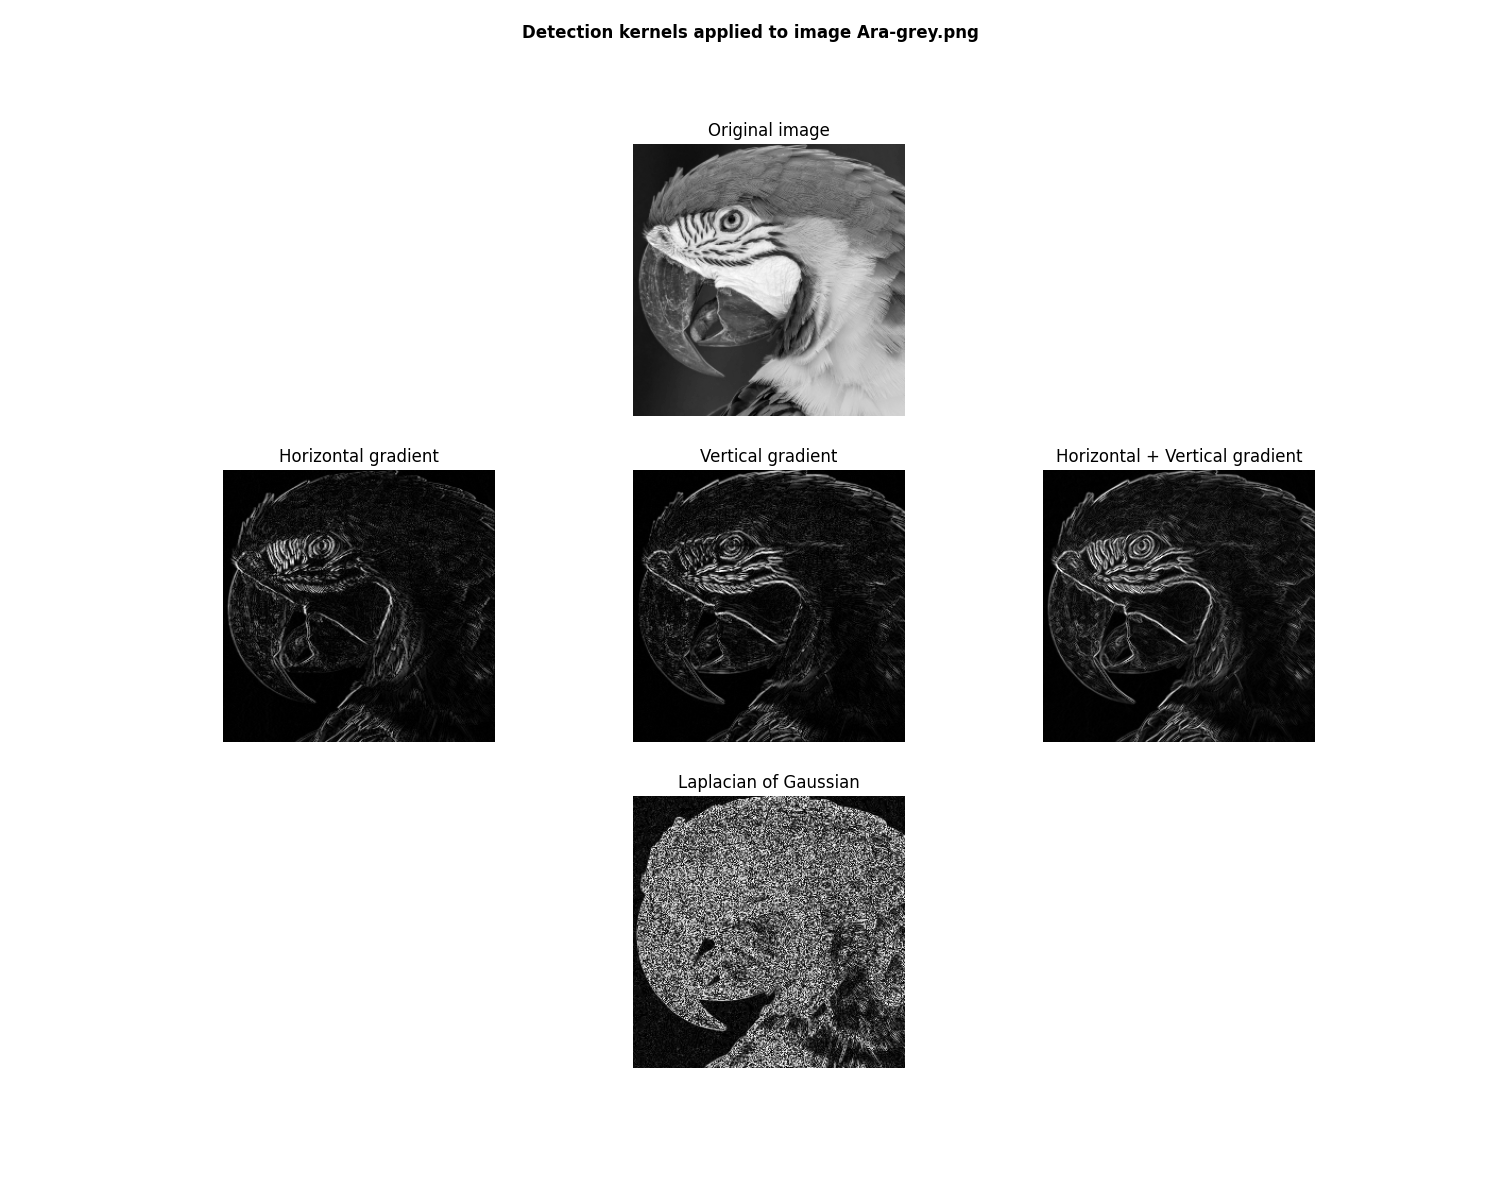 Detection kernels applied to image Ara-grey.png
Original image
Horizontal gradient
Vertical gradient
Horizontal + Vertical gradient
Laplacian of Gaussian